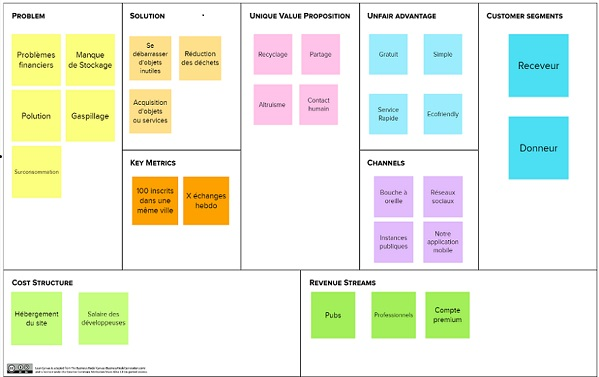 PROBLEM
Problèmes
financiers
Manque
de Stockage
Polution
Gaspillage
Surconsommation
SOLUTION
Se
débarrasser
d'objets
inutiles
Réduction
des déchets
Acquisition
d'objets
ou services
KEY METRICS
100 inscrits
dans une
même ville
X échanges
hebdo
UNIQUE VALUE PROPOSITION
Recyclage
Partage
Altruisme
Contact
humain
UNFAIR ADVANTAGE
Gratuit
Simple
Service
Rapide
Ecofriendly
CHANNELS
Bouche à
oreille
Réseaux
sociaux
Instances
publiques
Notre
application
mobile
CUSTOMER SEGMENTS
Receveur
Donneur
COST STRUCTURE
Hébergement
du site
Salaire des
développeuses
REVENUE STREAMS
Pubs
Professionnels
Compte
premium